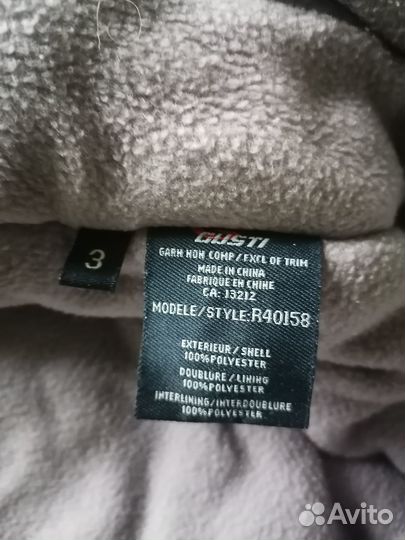 GUSTI
GARM NON COMP/EXCL OF TRIM
MADE IN CHINA
FABRIQUE EN CHINE
CA: 13212
MODELE/STYLE:R40158
EXTERIEUR/SHELL
100%POLYESTER
DOUBLURE/LINING
100%POLYESTER
INTERLINING/INTERDOUBLURE
100%POLYESTER
3
Avito